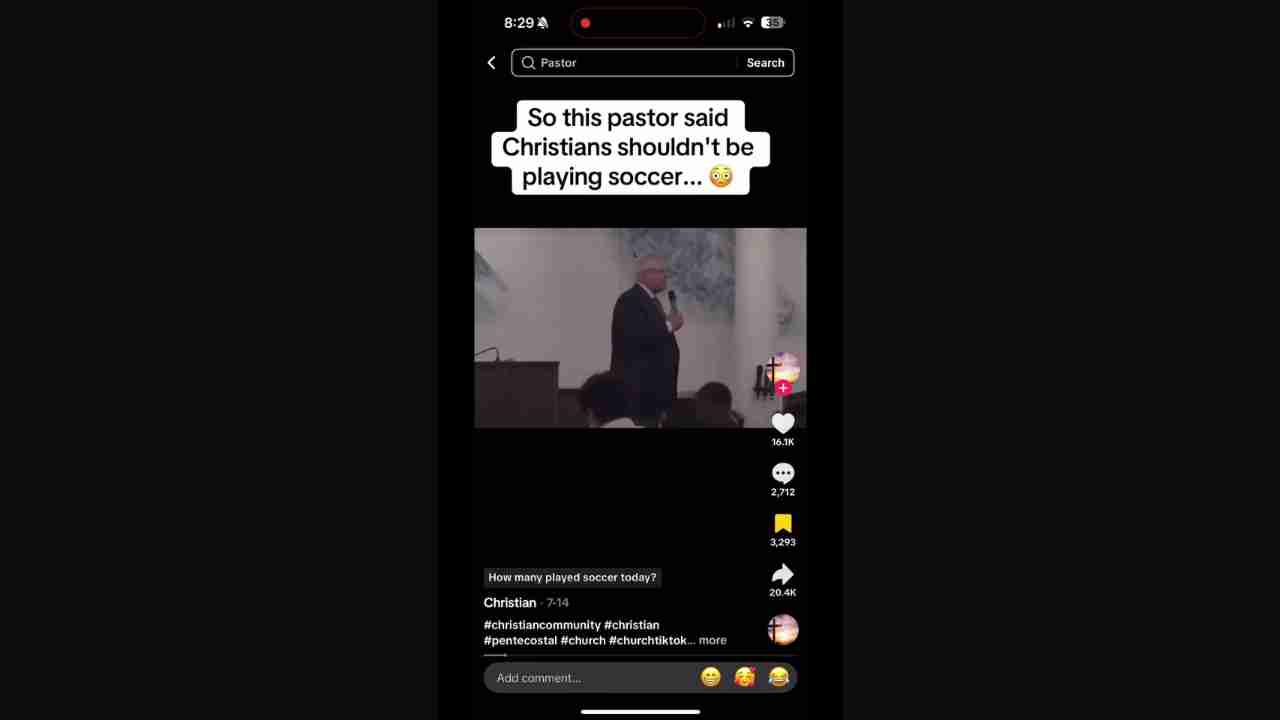 8:29
35
Pastor
Search
So this pastor said
Christians shouldn't be
playing soccer... 😳
16.1K
2,712
3,293
20.4K
How many played soccer today?
Christian · 7-14
#christiancommunity #christian
#pentecostal #church #churchtiktok... more
Add comment...